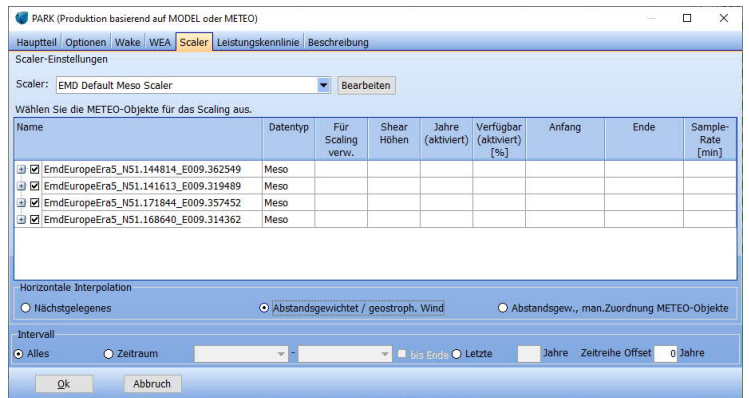 PARK (Produktion basierend auf MODEL oder METEO)
Hauptteil Optionen Wake WEA Scaler Leistungskennlinie Beschreibung
Scaler-Einstellungen
Scaler: EMD Default Meso Scaler Bearbeiten
Wählen Sie die METEO-Objekte für das Scaling aus.
Name Datentyp Für Scaling verw. Shear Höhen Jahre (aktiviert) Verfügbar (aktiviert) [%] Anfang Ende Sample-Rate [min]
EmdEuropeEra5_N51.144814_E009.362549 Meso
EmdEuropeEra5_N51.141613_E009.319489 Meso
EmdEuropeEra5_N51.171844_E009.357452 Meso
EmdEuropeEra5_N51.168640_E009.314362 Meso
Horizontale Interpolation
Nächstgelegenes Abstandsgewichtet / geostroph. Wind Abstandsgew., man.Zuordnung METEO-Objekte
Intervall
Alles Zeitraum - bis Ende Letzte Jahre Zeitreihe Offset 0 Jahre
Ok Abbruch